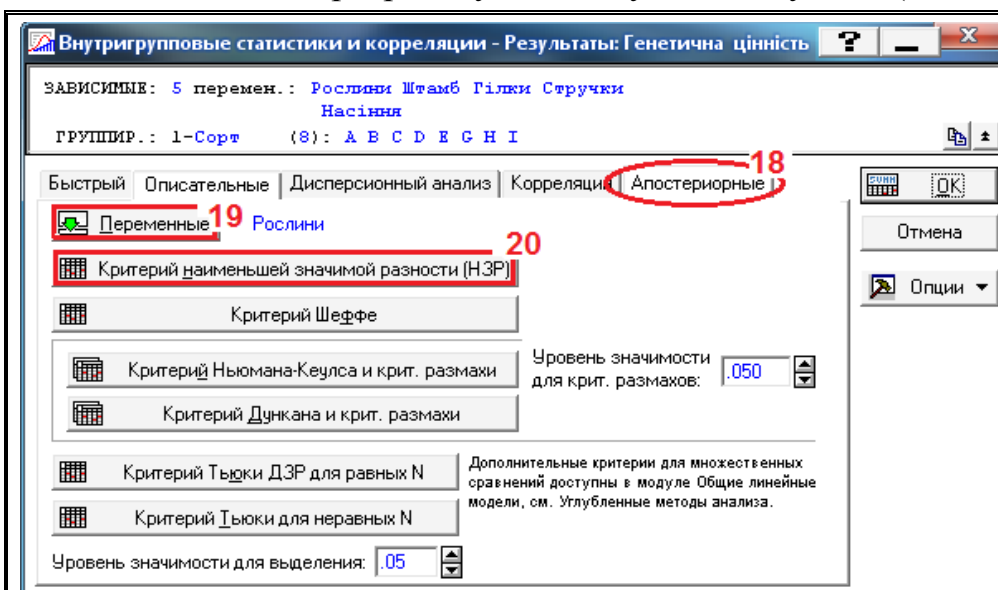 Внутригрупповые статистики и корреляции - Результаты: Генетична цінність
ЗАВИСИМЫЕ: 5 перемен.: Рослини Штамб Гілки Стручки
Насіння
ГРУППИР.: 1-Сорт (8): A B C D E G H I
18
Быстрый Описательные Дисперсионный анализ Корреляции Апостериорные
OK
Переменные 19 Рослини
Отмена
20
Критерий наименьшей значимой разности (НЗР)
Опции
Критерий Шеффе
Критерий Ньюмана-Кеулса и крит. размахи
Уровень значимости
для крит. размахов: .050
Критерий Дункана и крит. размахи
Критерий Тьюки ДЗР для равных N
Дополнительные критерии для множественных
сравнений доступны в модуле Общие линейные
модели, см. Углубленные методы анализа.
Критерий Тьюки для неравных N
Уровень значимости для выделения: .05